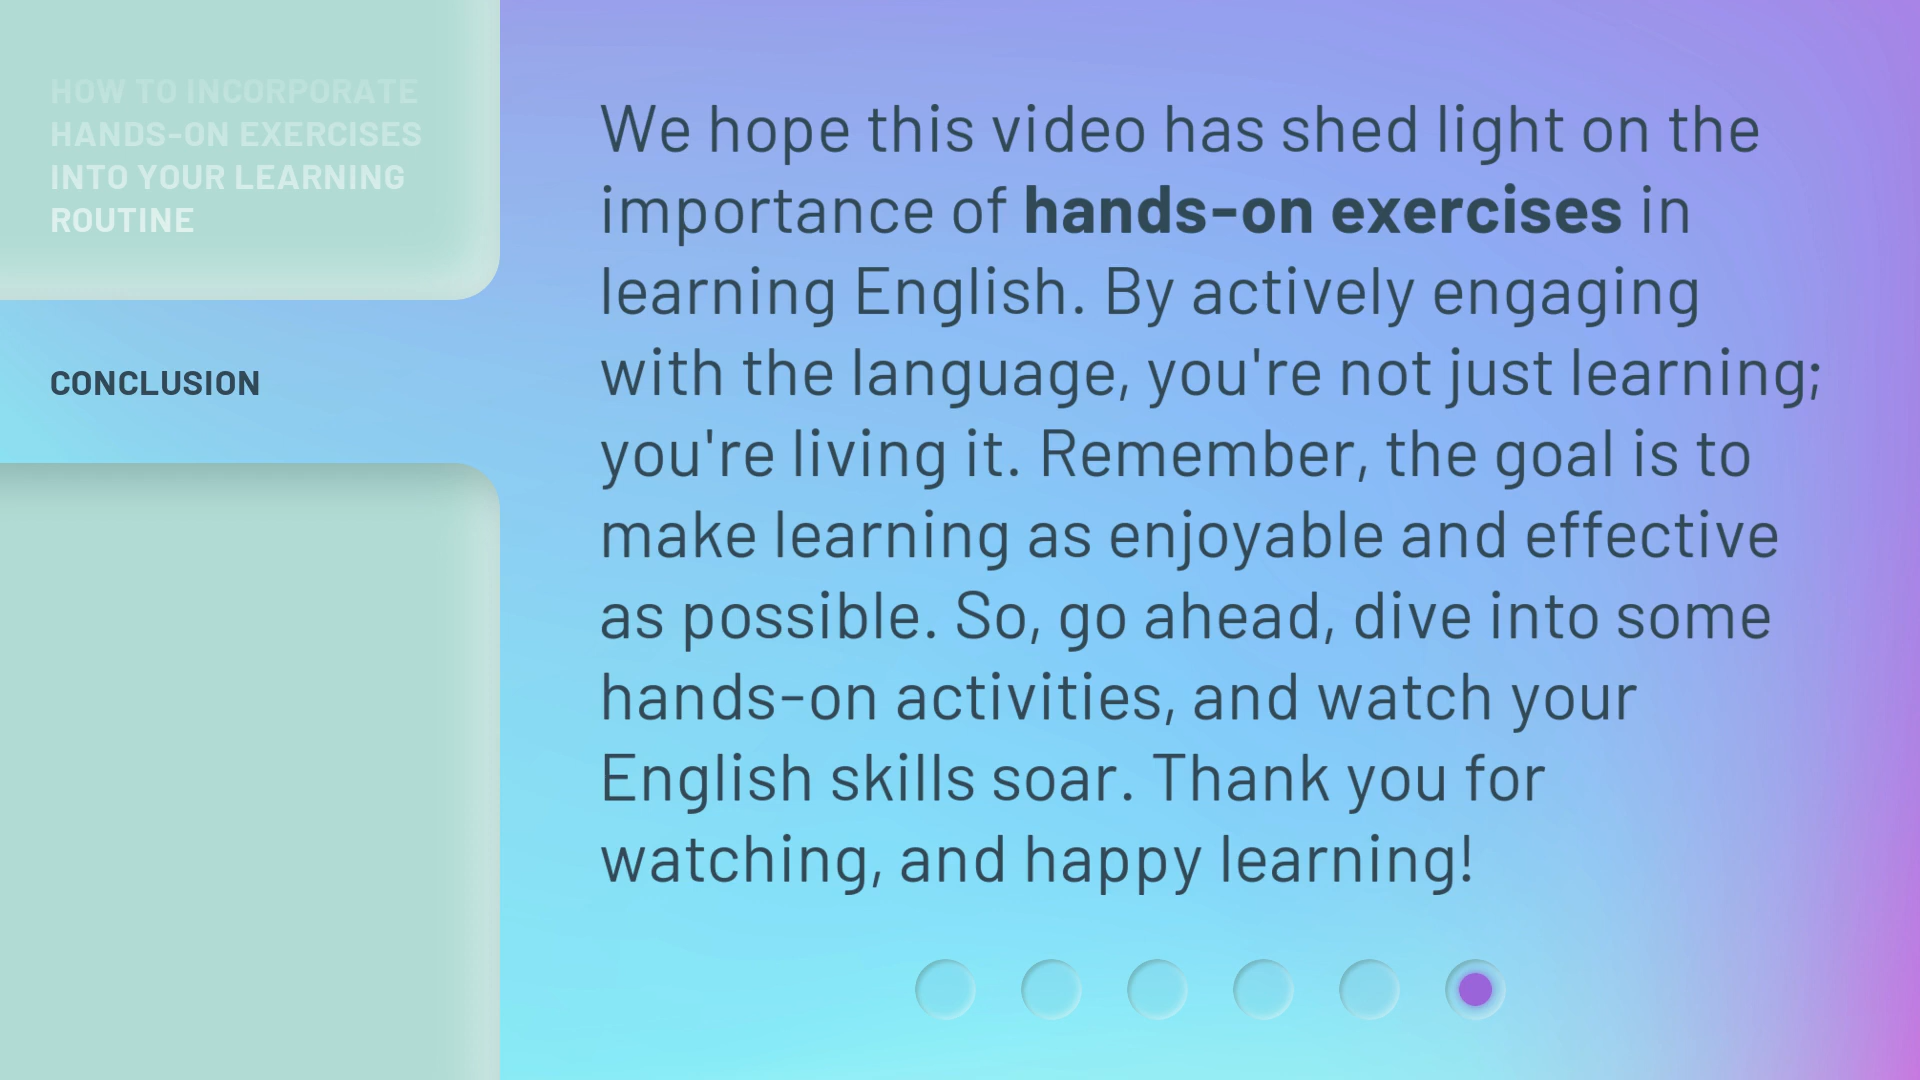 HOW TO INCORPORATE
HANDS-ON EXERCISES
INTO YOUR LEARNING
ROUTINE
CONCLUSION
We hope this video has shed light on the
importance of hands-on exercises in
learning English. By actively engaging
with the language, you're not just learning;
you're living it. Remember, the goal is to
make learning as enjoyable and effective
as possible. So, go ahead, dive into some
hands-on activities, and watch your
English skills soar. Thank you for
watching, and happy learning!